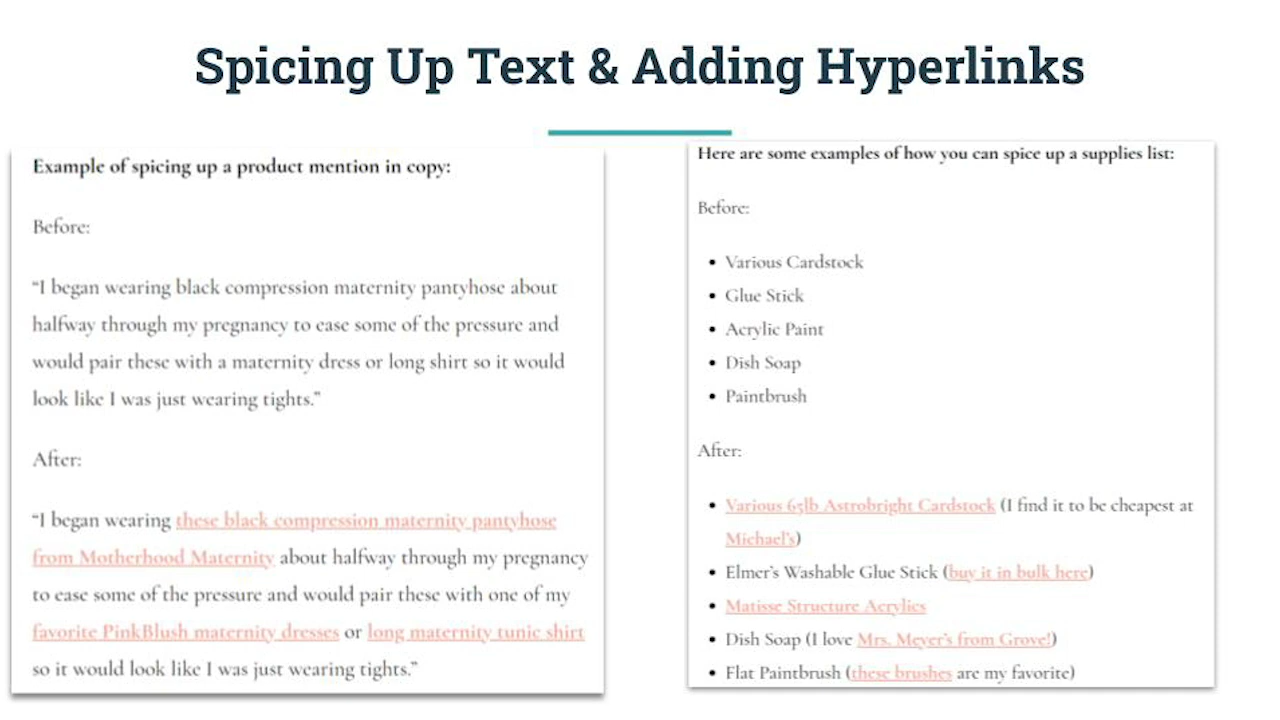 Spicing Up Text & Adding Hyperlinks
Example of spicing up a product mention in copy:
Before:
“I began wearing black compression maternity pantyhose about
halfway through my pregnancy to ease some of the pressure and
would pair these with a maternity dress or long shirt so it would
look like I was just wearing tights.”
After:
“I began wearing these black compression maternity pantyhose
from Motherhood Maternity about halfway through my pregnancy
to ease some of the pressure and would pair these with one of my
favorite PinkBlush maternity dresses or long maternity tunic shirt
so it would look like I was just wearing tights.”
Here are some examples of how you can spice up a supplies list:
Before:
• Various Cardstock
• Glue Stick
• Acrylic Paint
• Dish Soap
• Paintbrush
After:
• Various 65lb Astrobright Cardstock (I find it to be cheapest at
Michael’s)
• Elmer’s Washable Glue Stick (buy it in bulk here)
• Matisse Structure Acrylics
• Dish Soap (I love Mrs. Meyer’s from Grove!)
• Flat Paintbrush (these brushes are my favorite)